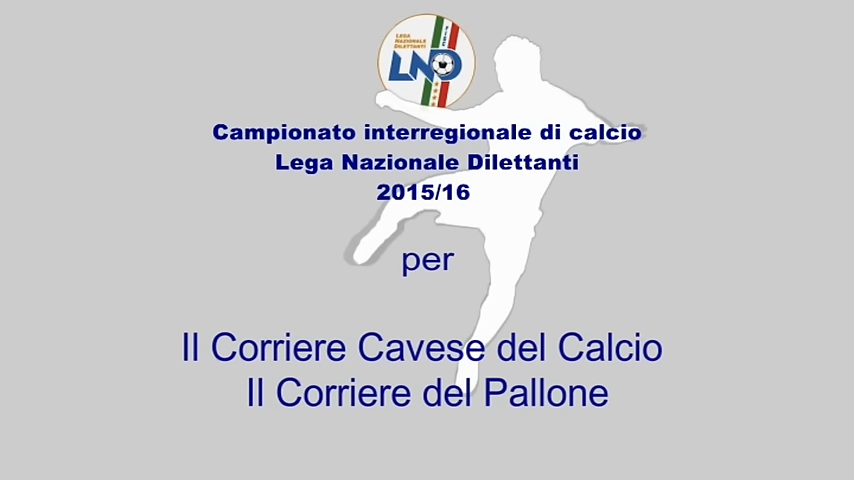 LEGA
NAZIONALE
DILETTANTI
LND
Campionato interregionale di calcio
Lega Nazionale Dilettanti
2015/16
per
Il Corriere Cavese del Calcio
Il Corriere del Pallone